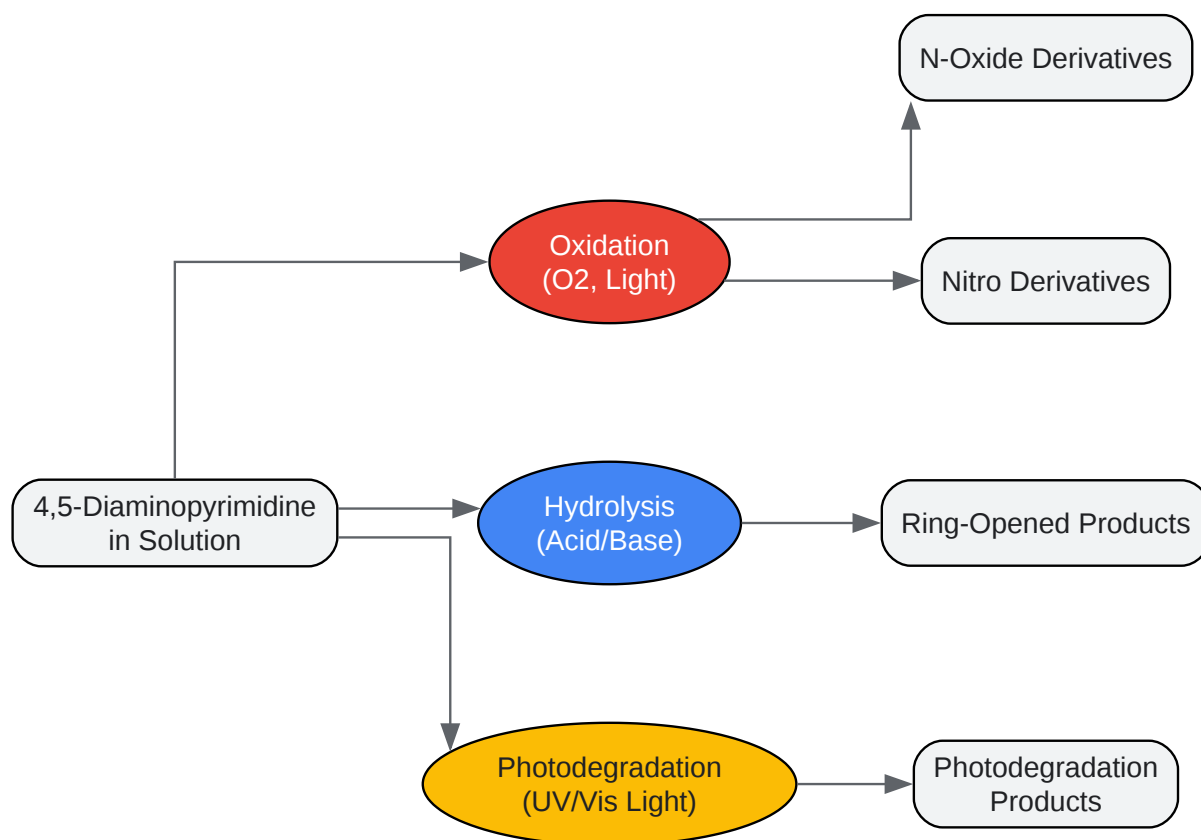 N-Oxide Derivatives
Oxidation
(O2, Light)
Nitro Derivatives
4,5-Diaminopyrimidine
in Solution
Hydrolysis
(Acid/Base)
Ring-Opened Products
Photodegradation
(UV/Vis Light)
Photodegradation
Products